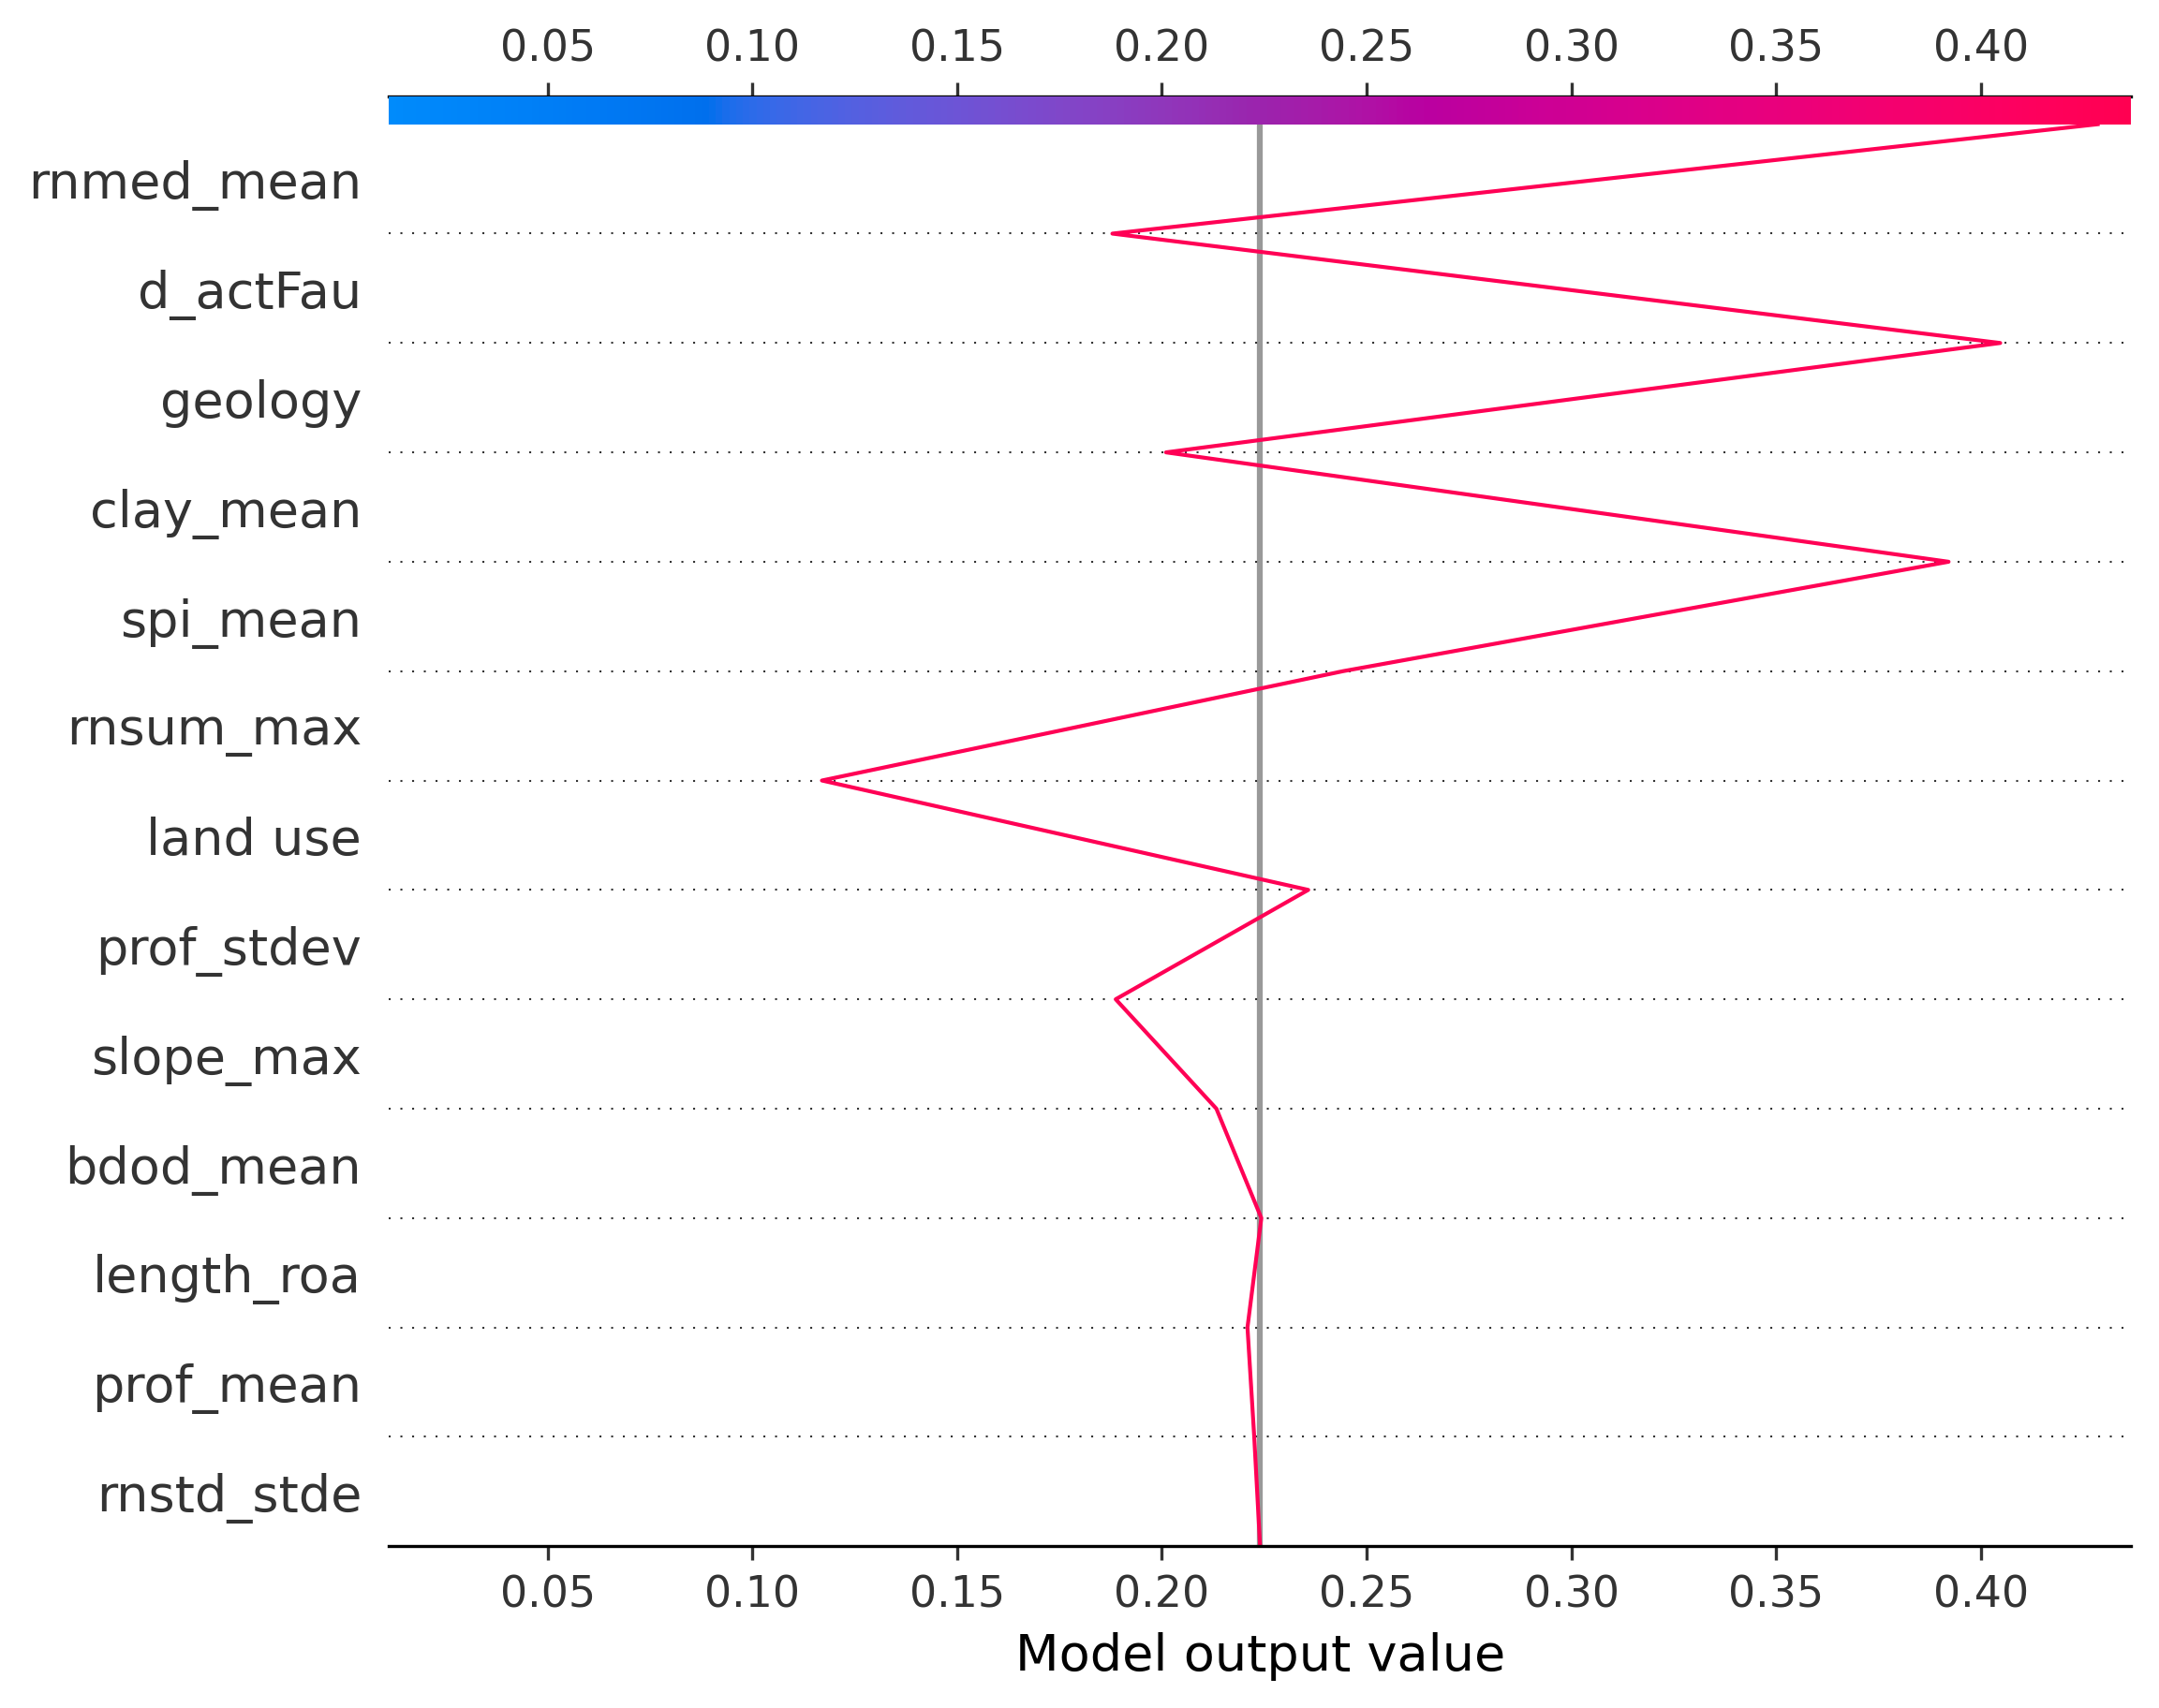 0.05 0.10 0.15 0.20 0.25 0.30 0.35 0.40
rnmed_mean
d_actFau
geology
clay_mean
spi_mean
rnsum_max
land use
prof_stdev
slope_max
bdod_mean
length_roa
prof_mean
rnstd_stde
0.05 0.10 0.15 0.20 0.25 0.30 0.35 0.40
Model output value